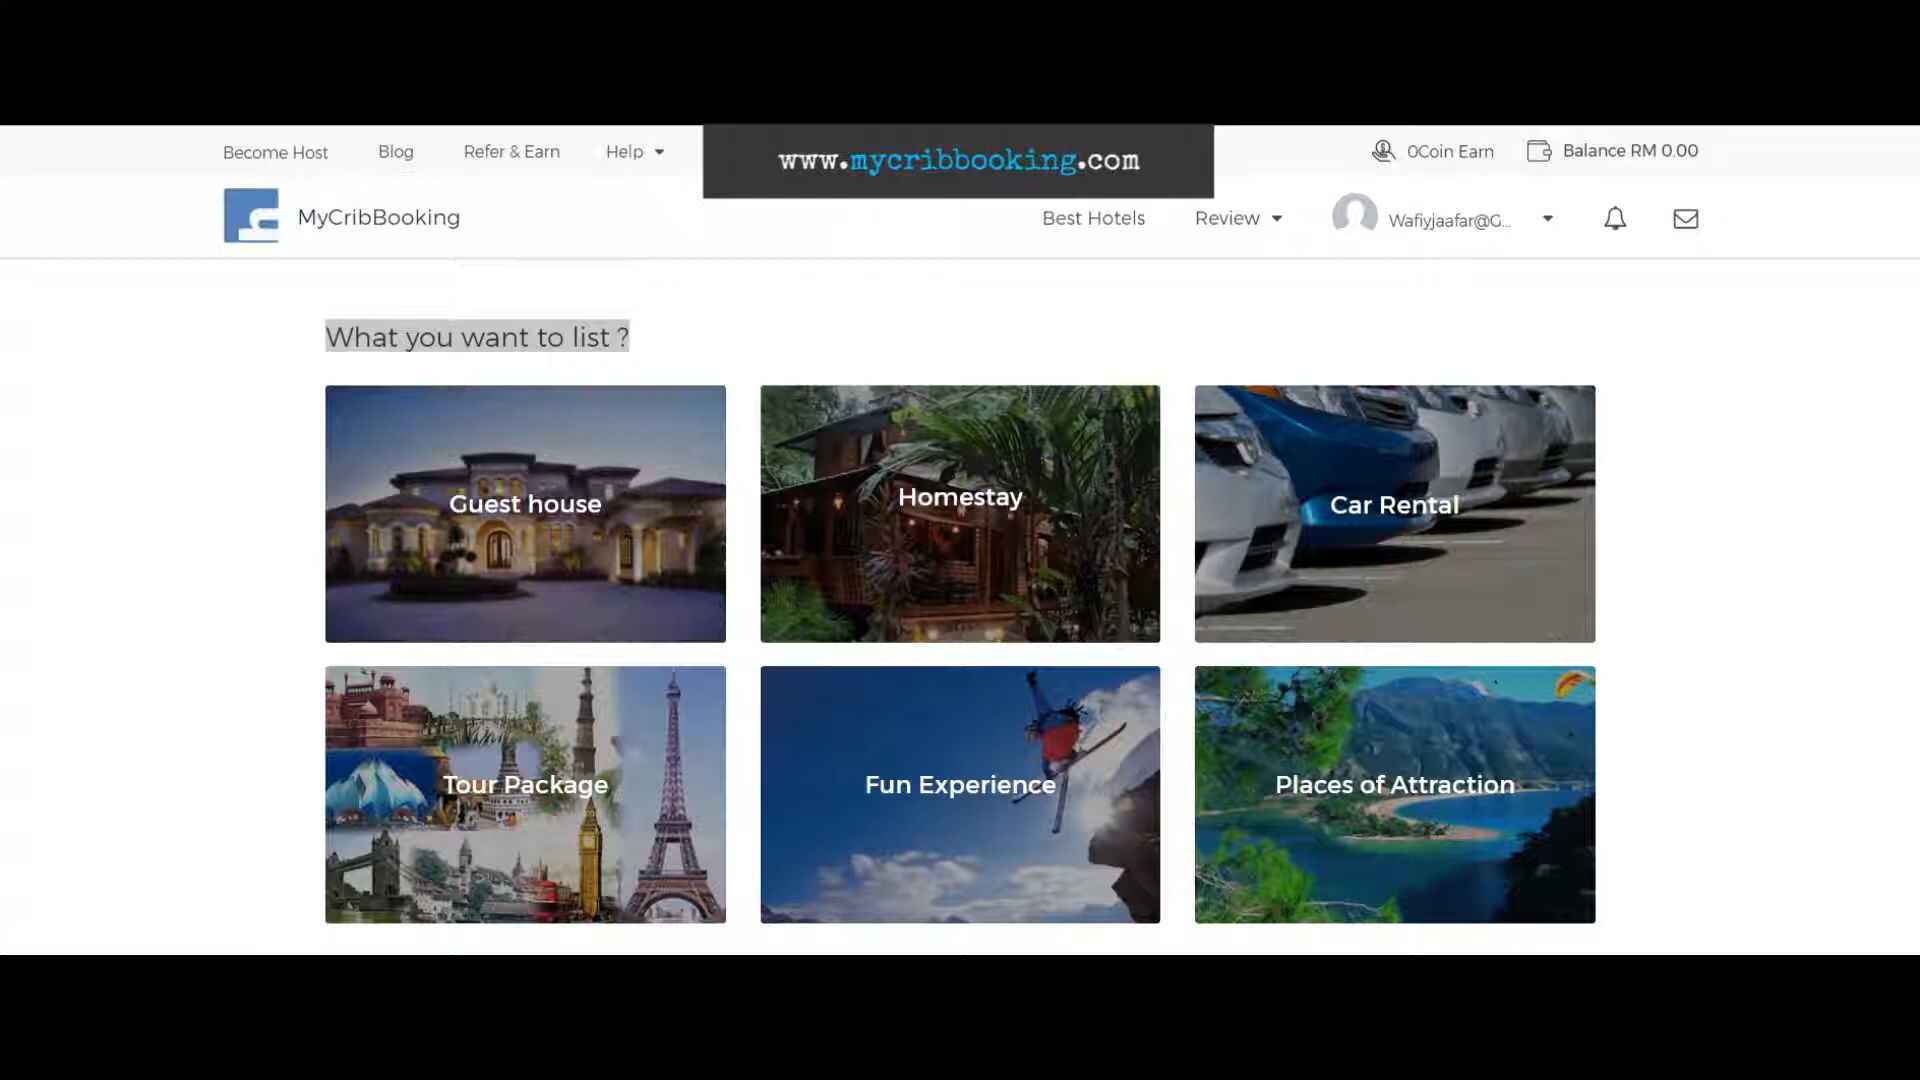 Become Host
Blog
Refer & Earn
Help
www.mycribbooking.com
0Coin Earn
Balance RM 0.00
MyCribBooking
Best Hotels
Review
Wafiyjaafar@G...
What you want to list ?
Guest house
Homestay
Car Rental
Tour Package
Fun Experience
Places of Attraction